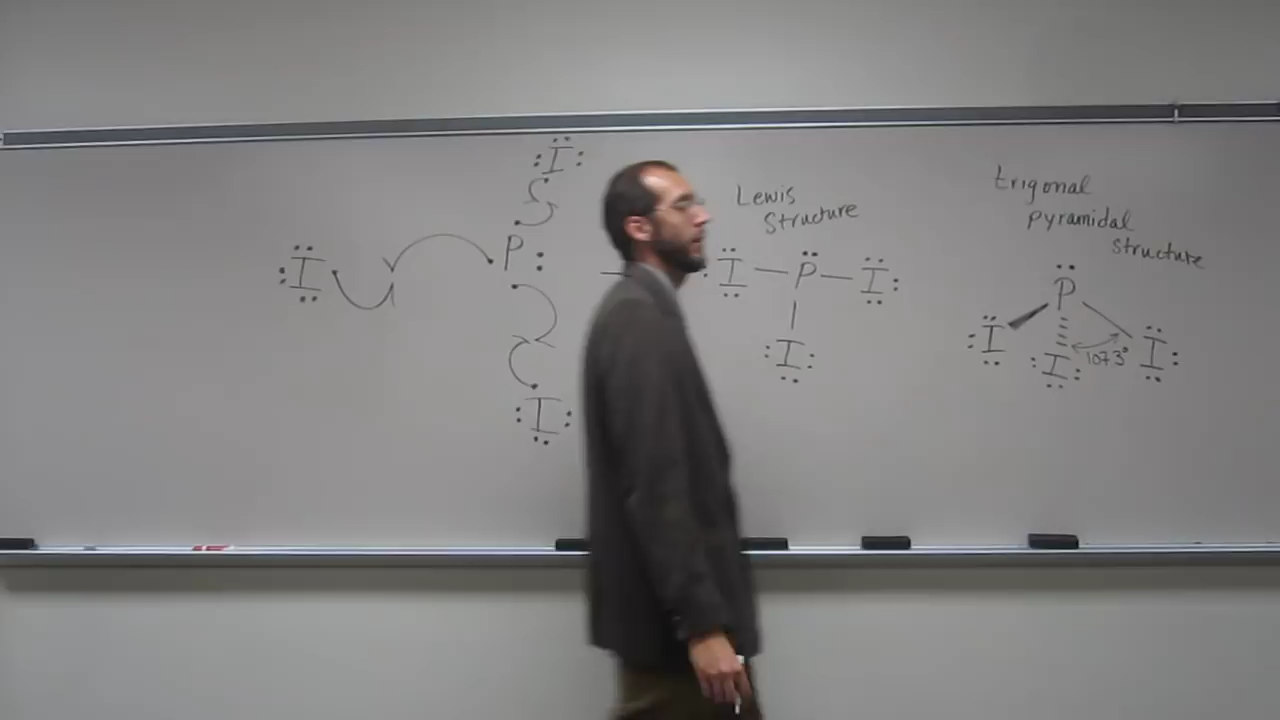 I
P
I
I
Lewis
Structure
I — P — I
I
trigonal
pyramidal
structure
P
I
I
I
107.3°